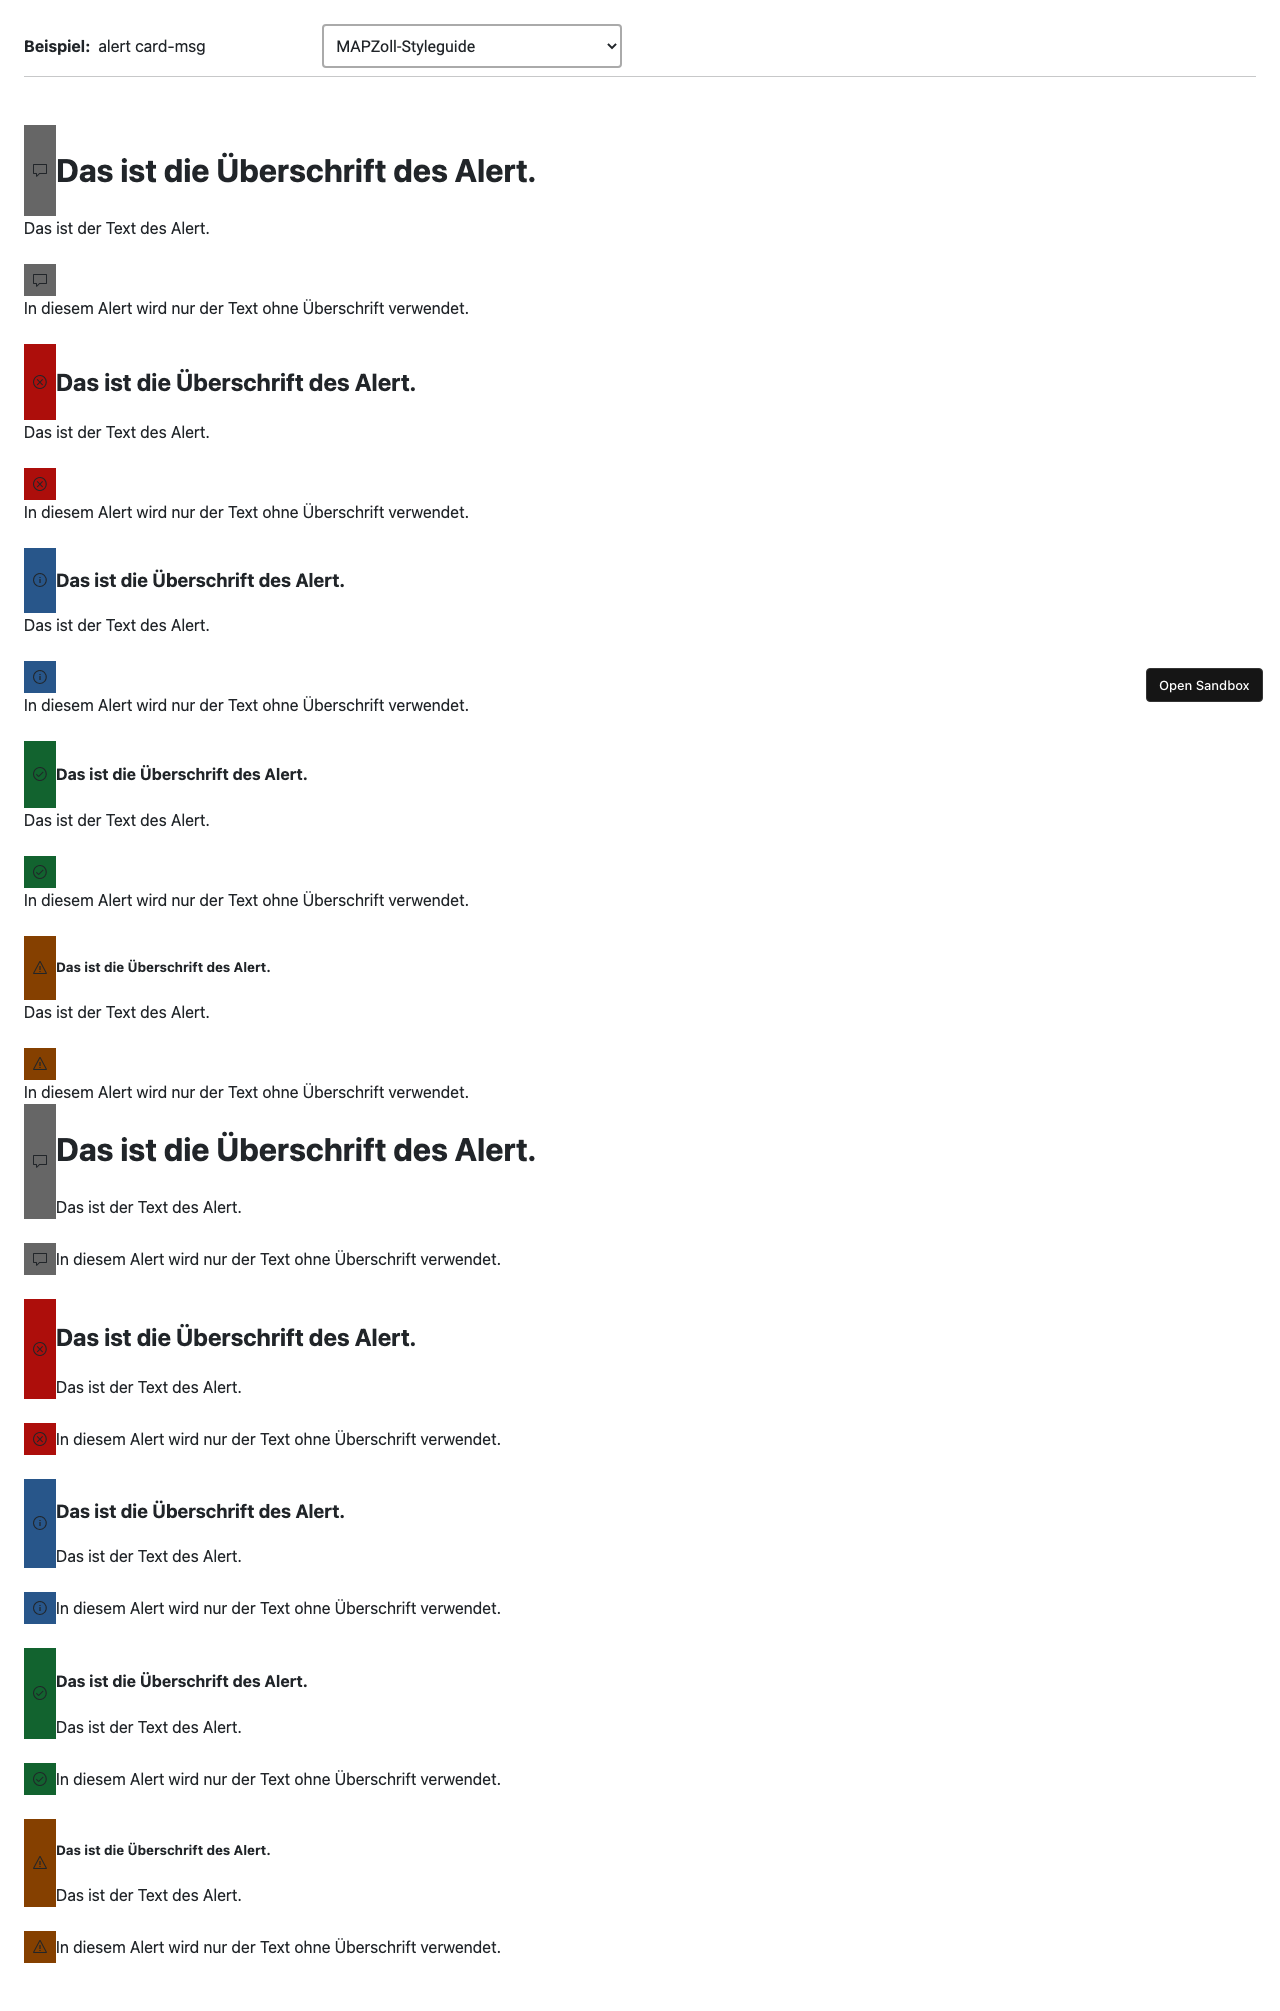 Beispiel: alert card-msg
MAPZoll-Styleguide
Das ist die Überschrift des Alert.
Das ist der Text des Alert.
In diesem Alert wird nur der Text ohne Überschrift verwendet.
Das ist die Überschrift des Alert.
Das ist der Text des Alert.
In diesem Alert wird nur der Text ohne Überschrift verwendet.
Das ist die Überschrift des Alert.
Das ist der Text des Alert.
Open Sandbox
In diesem Alert wird nur der Text ohne Überschrift verwendet.
Das ist die Überschrift des Alert.
Das ist der Text des Alert.
In diesem Alert wird nur der Text ohne Überschrift verwendet.
Das ist die Überschrift des Alert.
Das ist der Text des Alert.
In diesem Alert wird nur der Text ohne Überschrift verwendet.
Das ist die Überschrift des Alert.
Das ist der Text des Alert.
In diesem Alert wird nur der Text ohne Überschrift verwendet.
Das ist die Überschrift des Alert.
Das ist der Text des Alert.
In diesem Alert wird nur der Text ohne Überschrift verwendet.
Das ist die Überschrift des Alert.
Das ist der Text des Alert.
In diesem Alert wird nur der Text ohne Überschrift verwendet.
Das ist die Überschrift des Alert.
Das ist der Text des Alert.
In diesem Alert wird nur der Text ohne Überschrift verwendet.
Das ist die Überschrift des Alert.
Das ist der Text des Alert.
In diesem Alert wird nur der Text ohne Überschrift verwendet.